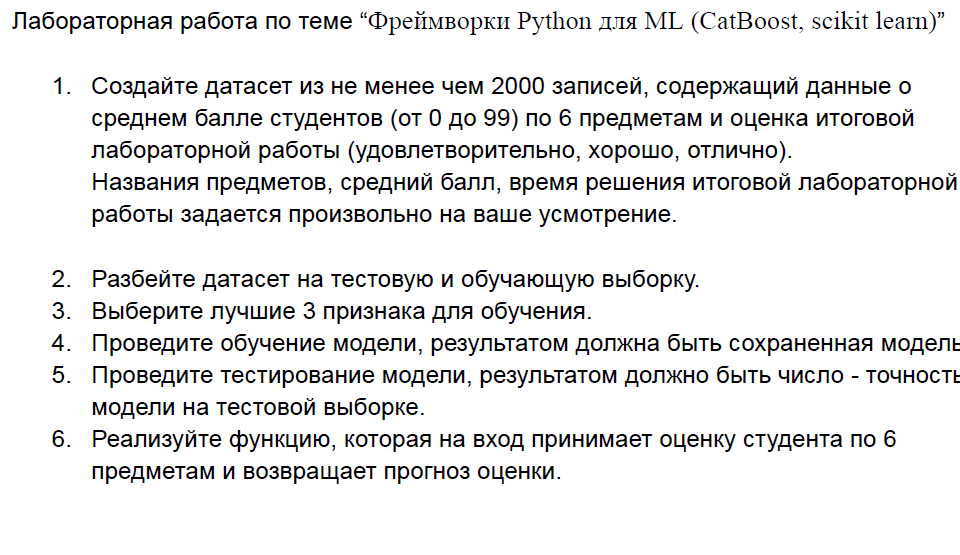 Лабораторная работа по теме “Фреймворки Python для ML (CatBoost, scikit learn)”
1. Создайте датасет из не менее чем 2000 записей, содержащий данные о
среднем балле студентов (от 0 до 99) по 6 предметам и оценка итоговой
лабораторной работы (удовлетворительно, хорошо, отлично).
Названия предметов, средний балл, время решения итоговой лабораторной
работы задается произвольно на ваше усмотрение.
2. Разбейте датасет на тестовую и обучающую выборку.
3. Выберите лучшие 3 признака для обучения.
4. Проведите обучение модели, результатом должна быть сохраненная модель
5. Проведите тестирование модели, результатом должно быть число - точность
модели на тестовой выборке.
6. Реализуйте функцию, которая на вход принимает оценку студента по 6
предметам и возвращает прогноз оценки.